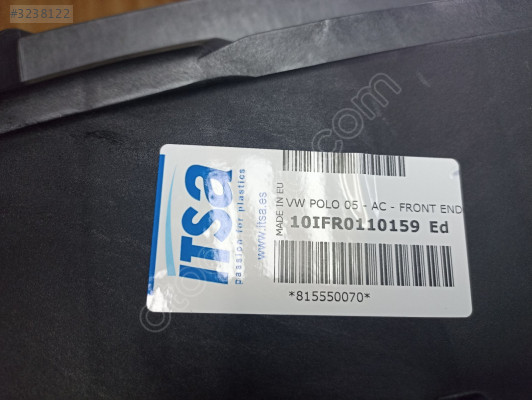 #3238122
ITSA
passion for plastics
www.itsa.es
MADE IN EU
VW POLO 05 - AC - FRONT END
10IFR0110159 Ed
*815550070*